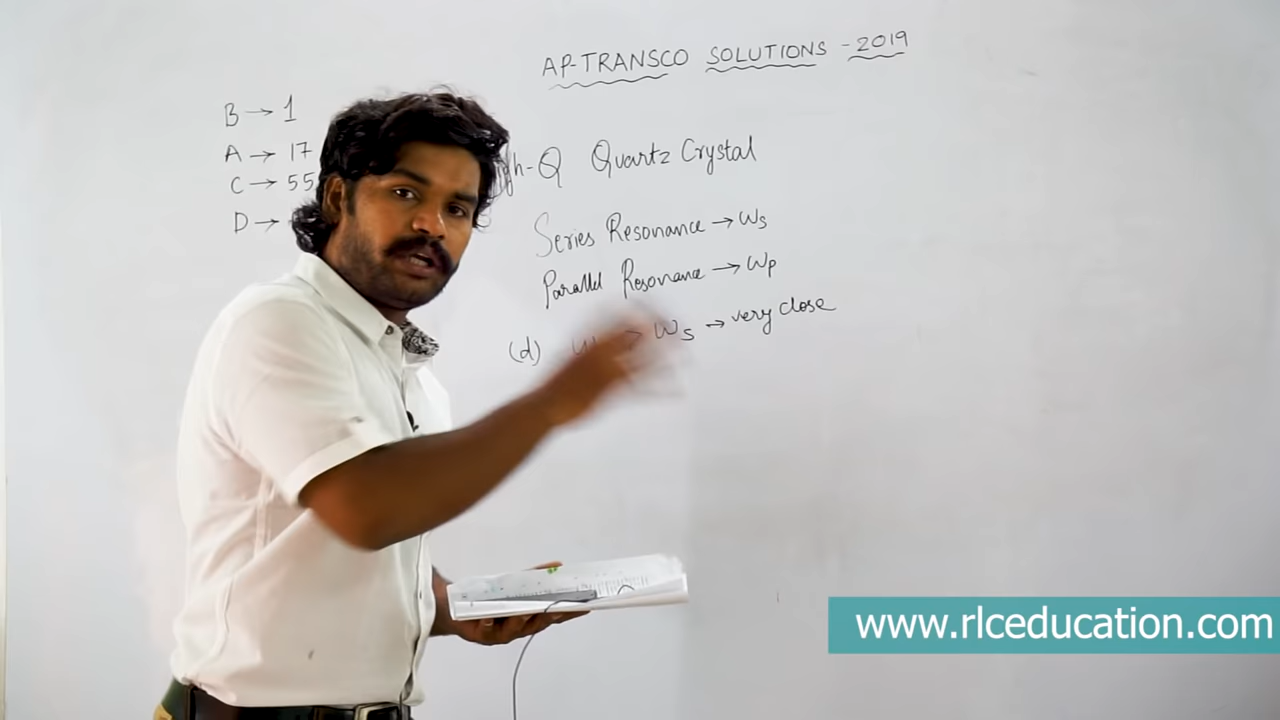 AP-TRANSCO SOLUTIONS - 2019
B → 1
A → 17
C → 55
D →
gh-Q Quartz Crystal
Series Resonance → ωs
Parallel Resonance → ωp
(d) → ωs → very close
www.rlceducation.com